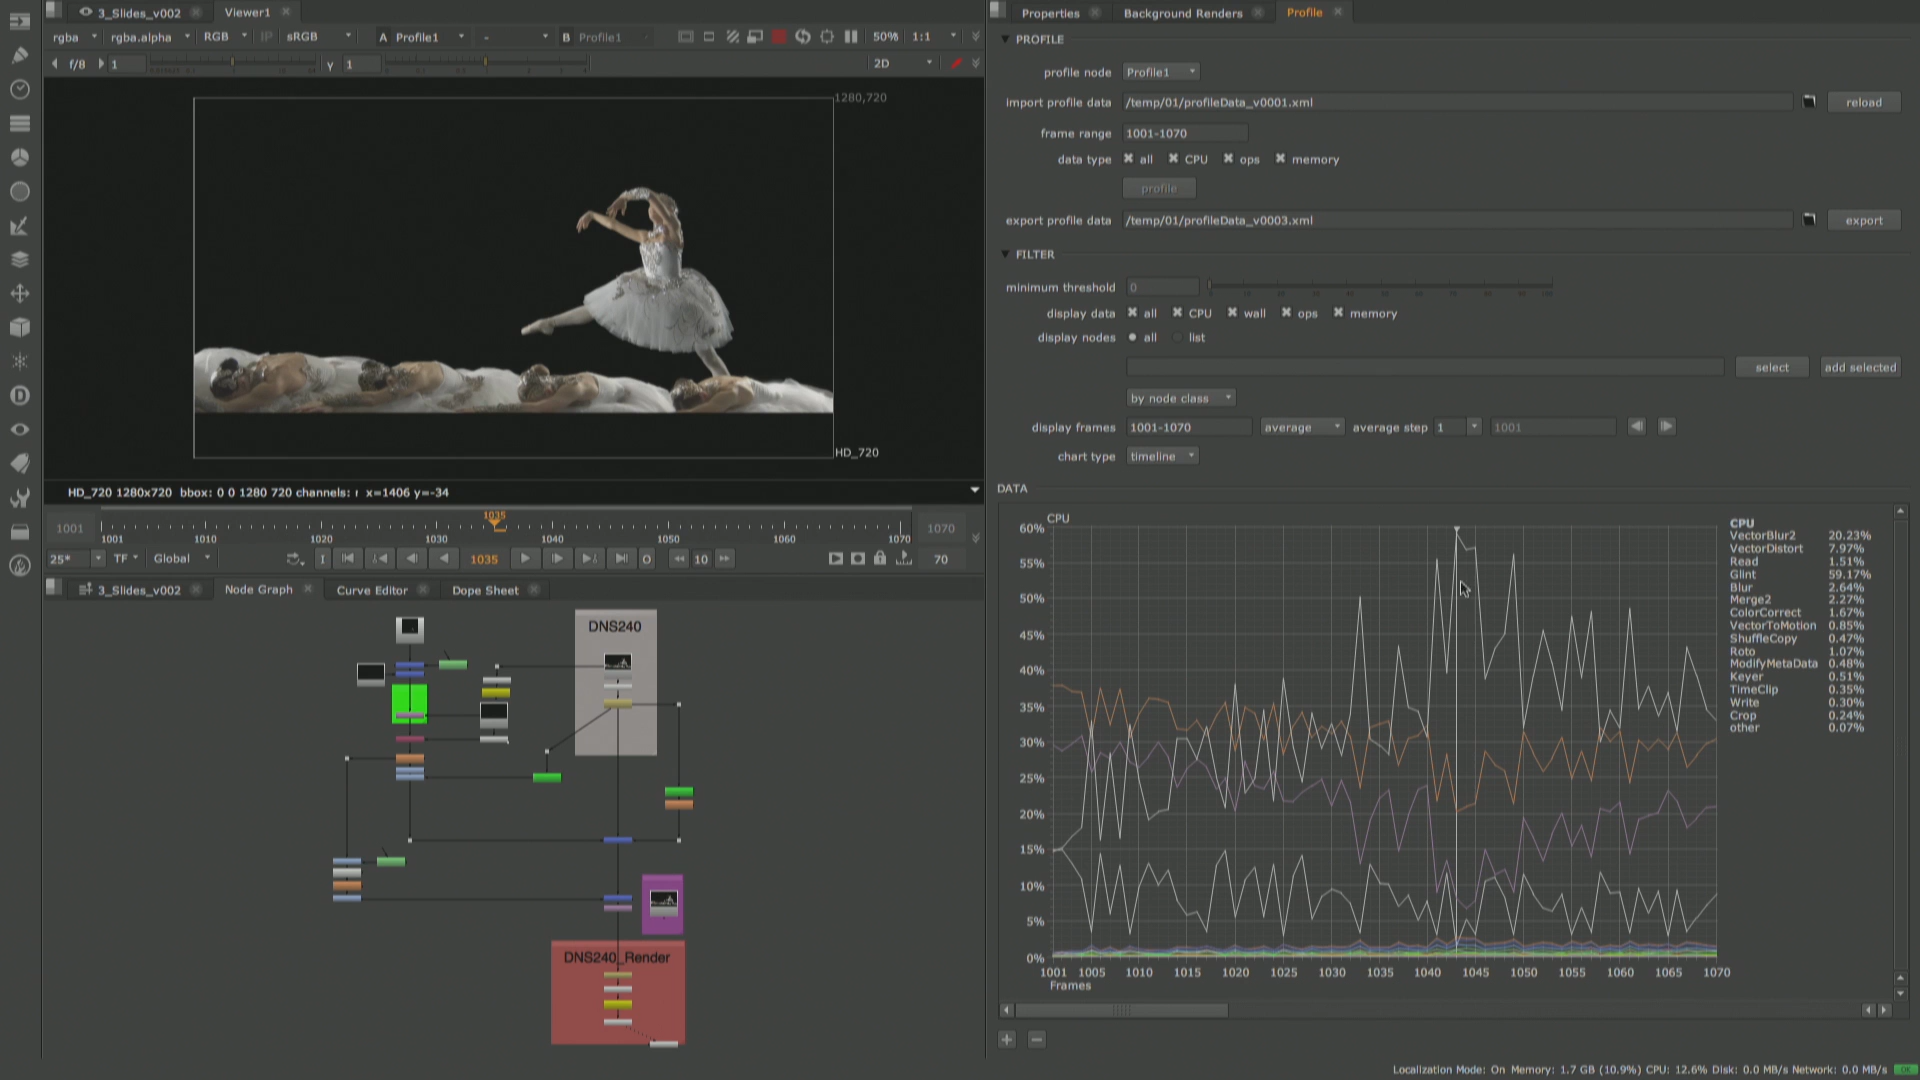 3_Slides_v002
Viewer1
Properties
Background Renders
Profile
rgba
rgba.alpha
RGB
IP
sRGB
A
Profile1
-
B
Profile1
50%
1:1
f/8
1
y
1
2D
1280,720
HD_720
HD_720 1280x720 bbox: 0 0 1280 720 channels: r x=1406 y=-34
1001
1035
1070
1001 1010 1020 1030 1040 1050 1060 1070
25*
TF
Global
I
1035
O
10
70
3_Slides_v002
Node Graph
Curve Editor
Dope Sheet
DNS240
DNS240_Render
PROFILE
profile node Profile1
import profile data /temp/01/profileData_v0001.xml reload
frame range 1001-1070
data type all CPU ops memory
profile
export profile data /temp/01/profileData_v0003.xml export
FILTER
minimum threshold 0
display data all CPU wall ops memory
display nodes all list
select add selected
by node class
display frames 1001-1070 average average step 1 1001
chart type timeline
DATA
CPU
60%
55%
50%
45%
40%
35%
30%
25%
20%
15%
10%
5%
0%
1001 1005 1010 1015 1020 1025 1030 1035 1040 1045 1050 1055 1060 1065 1070
Frames
CPU
VectorBlur2 20.23%
VectorDistort 7.97%
Read 1.51%
Glint 59.17%
Blur 2.64%
Merge2 2.27%
ColorCorrect 1.67%
VectorToMotion 0.85%
ShuffleCopy 0.47%
Roto 1.07%
ModifyMetaData 0.48%
Keyer 0.51%
TimeClip 0.35%
Write 0.30%
Crop 0.24%
other 0.07%
Localization Mode: On Memory: 1.7 GB (10.9%) CPU: 12.6% Disk: 0.0 MB/s Network: 0.0 MB/s